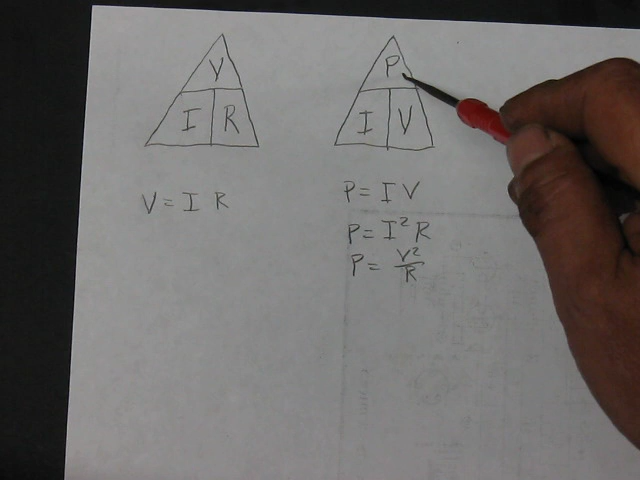 V
I R
P
I V
V = I R
P = I V
P = I² R
P = V²/R